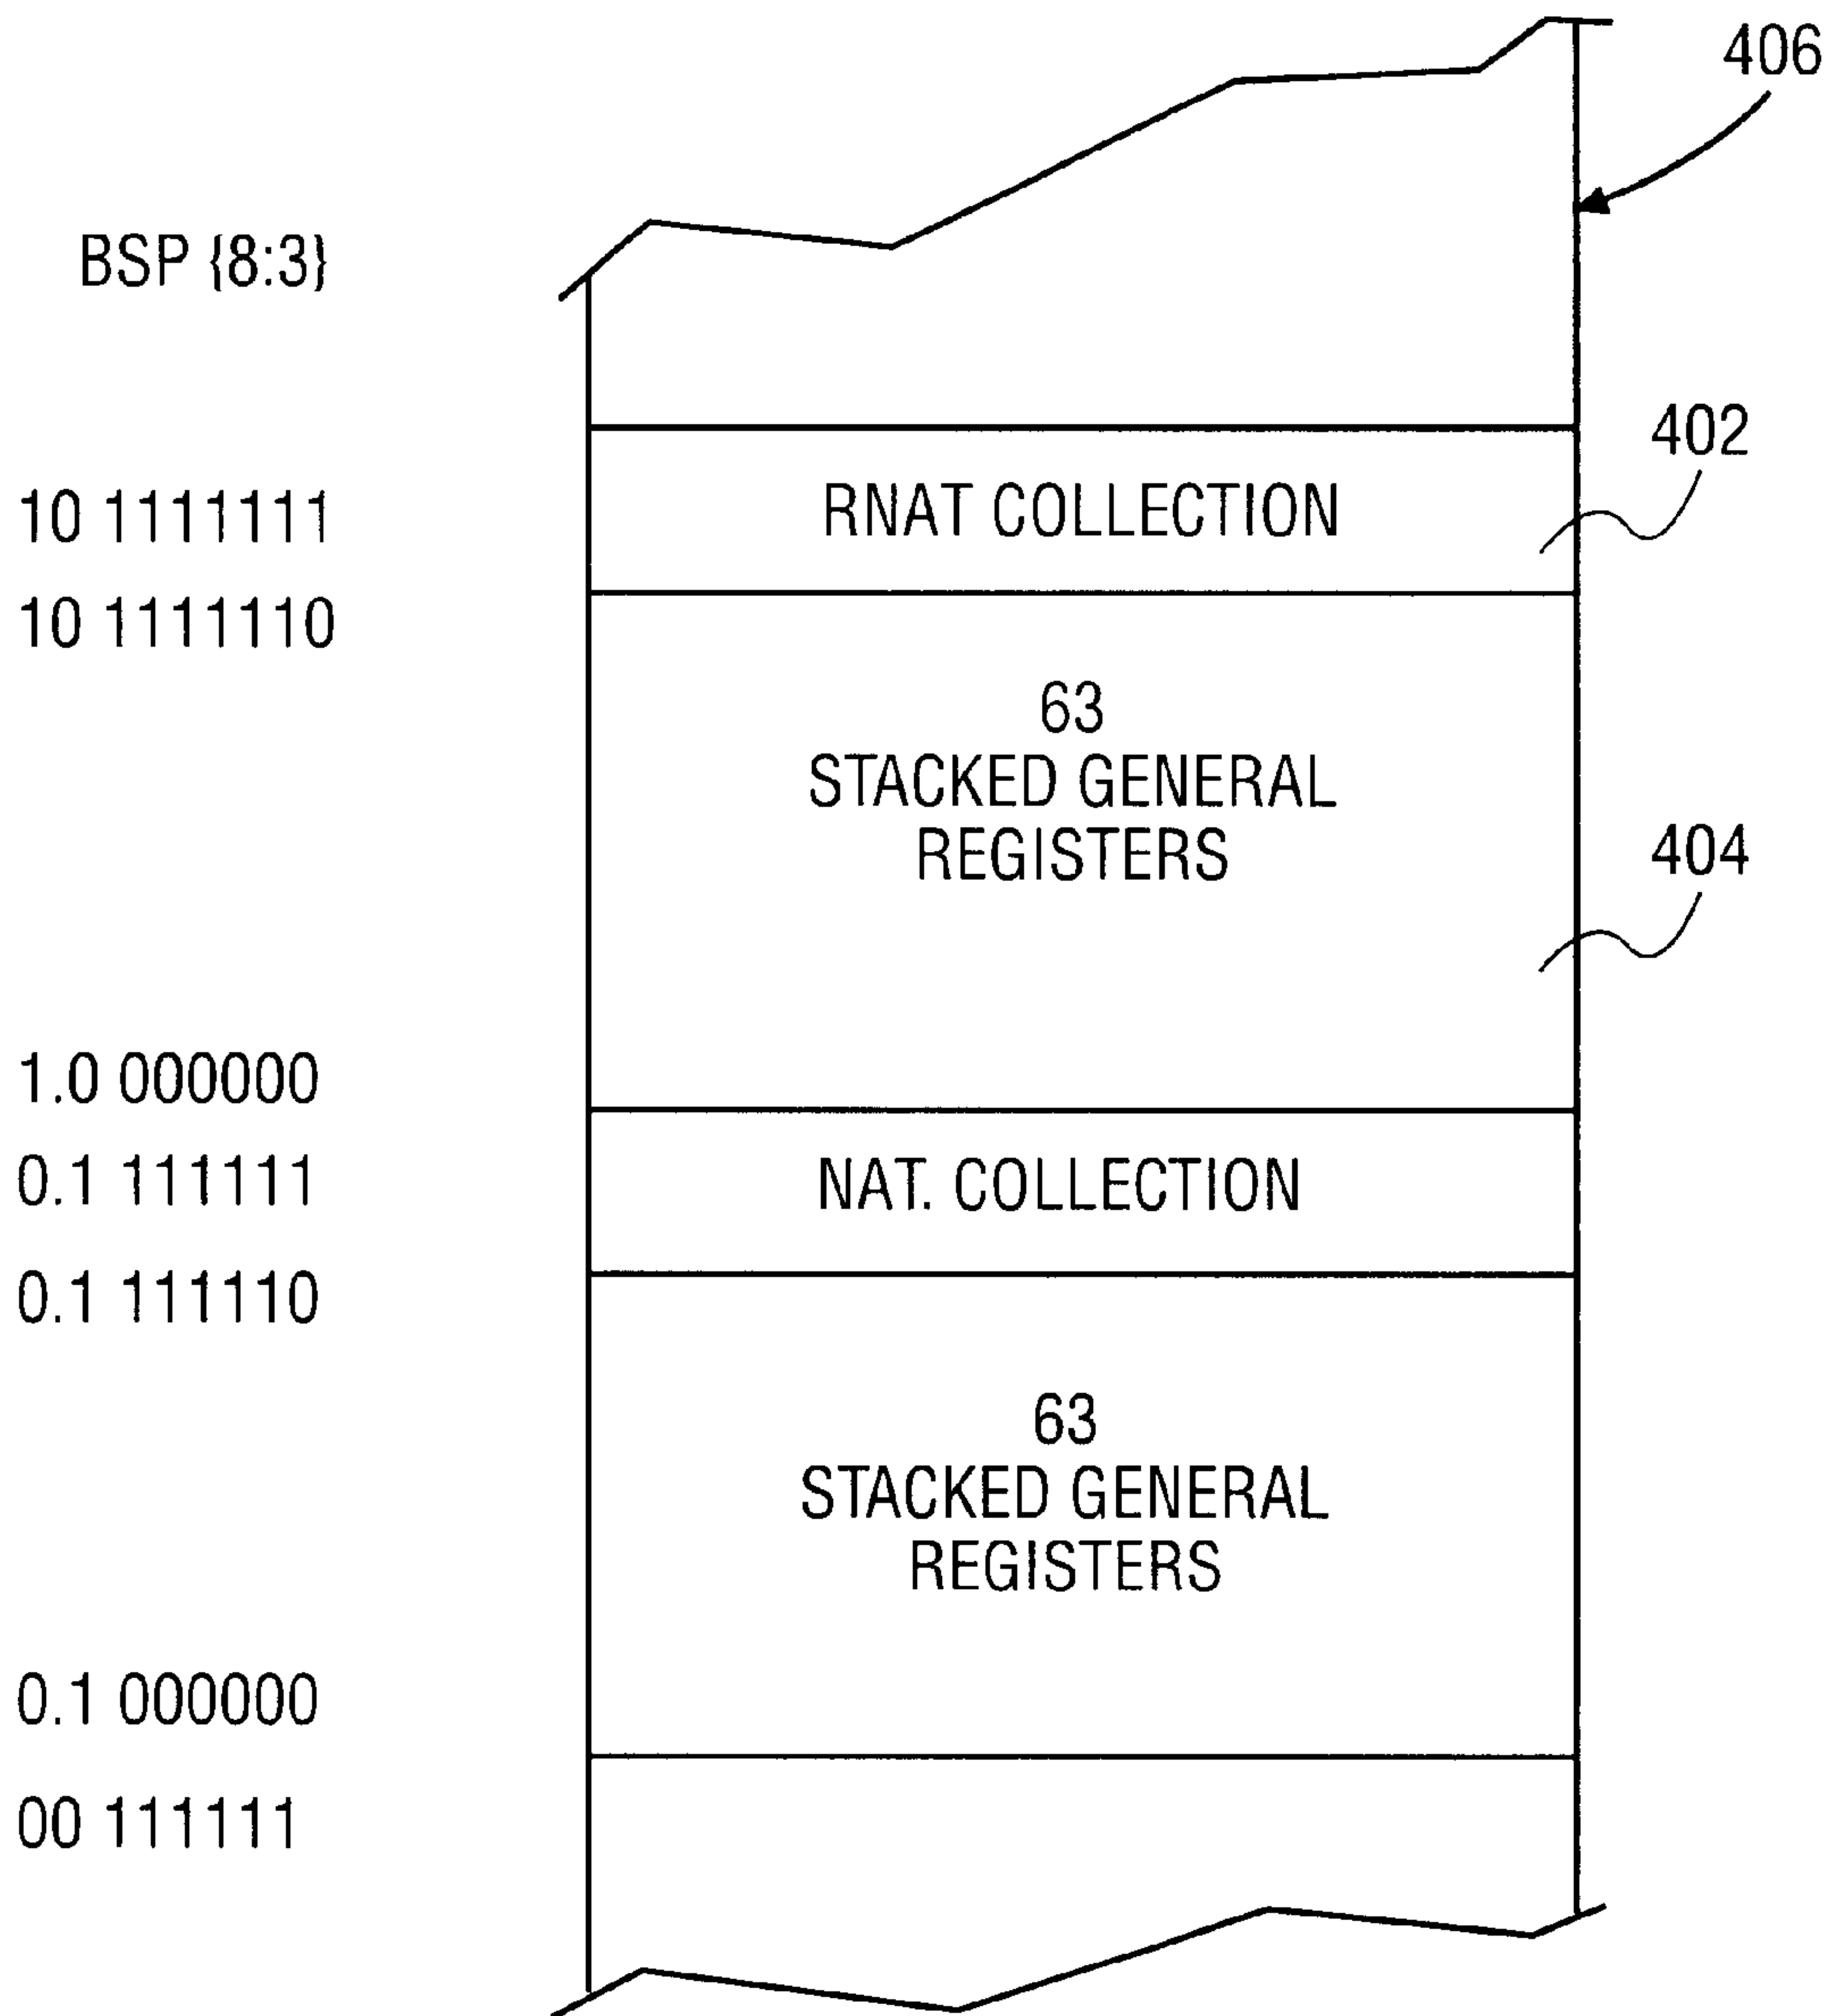 406
BSP {8:3}
402
10 1111111
RNAT COLLECTION
10 1111110
63
STACKED GENERAL
REGISTERS
404
1.0 000000
0.1 111111
NAT. COLLECTION
0.1 111110
63
STACKED GENERAL
REGISTERS
0.1 000000
00 111111